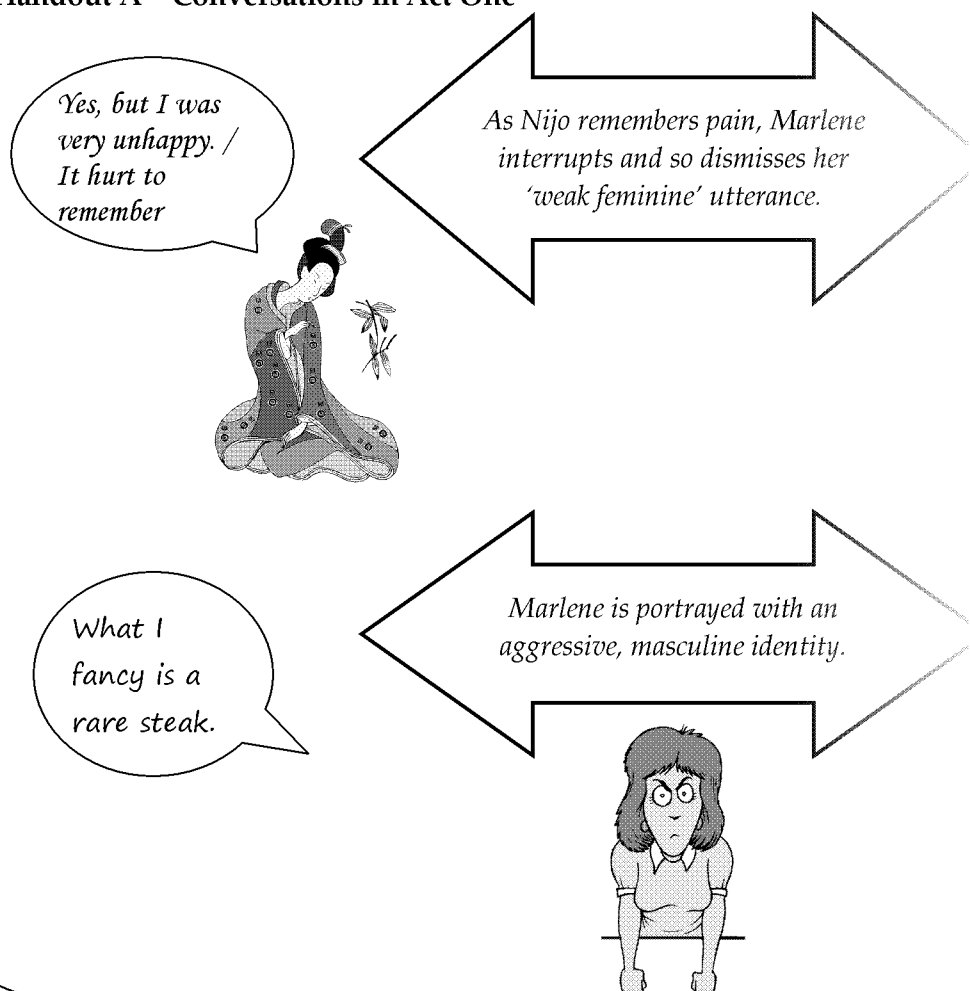 Handout A – Conversations in Act One
Yes, but I was
very unhappy. /
It hurt to
remember
As Nijo remembers pain, Marlene
interrupts and so dismisses her
‘weak feminine’ utterance.
What I
fancy is a
rare steak.
Marlene is portrayed with an
aggressive, masculine identity.